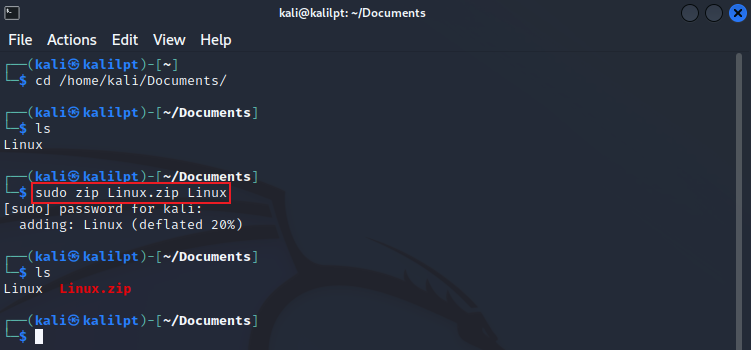 kali@kalilpt: ~/Documents
File Actions Edit View Help
┌──(kali㉿kalilpt)-[~]
└─$ cd /home/kali/Documents/
┌──(kali㉿kalilpt)-[~/Documents]
└─$ ls
Linux
┌──(kali㉿kalilpt)-[~/Documents]
└─$ sudo zip Linux.zip Linux
[sudo] password for kali:
  adding: Linux (deflated 20%)
┌──(kali㉿kalilpt)-[~/Documents]
└─$ ls
Linux  Linux.zip
┌──(kali㉿kalilpt)-[~/Documents]
└─$